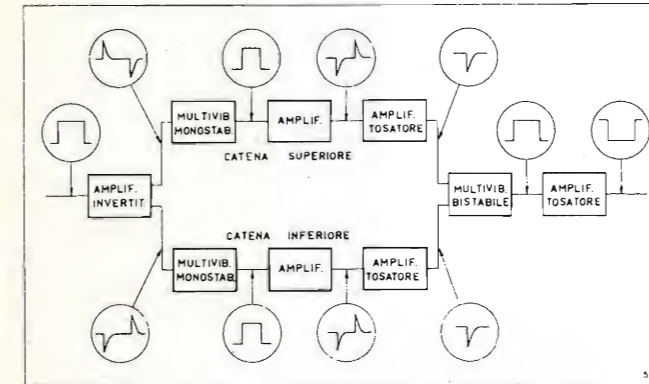 MULTIVIB.
MONOSTAB.
AMPLIF.
AMPLIF.
TOSATORE
CATENA SUPERIORE
AMPLIF.
INVERTIT.
MULTIVIB.
BISTABILE
AMPLIF.
TOSATORE
CATENA INFERIORE
MULTIVIB.
MONOSTAB.
AMPLIF.
AMPLIF.
TOSATORE
5